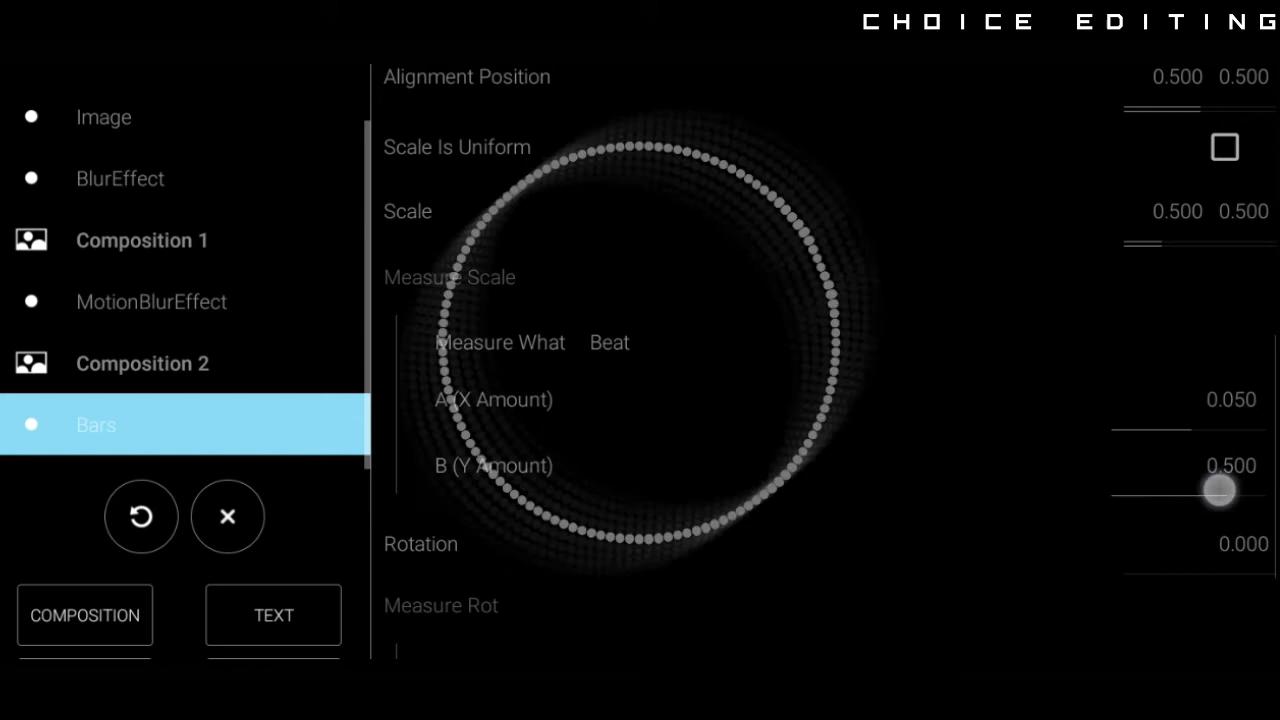 CHOICE EDITING
Image
BlurEffect
Composition 1
MotionBlurEffect
Composition 2
Bars
COMPOSITION
TEXT
Alignment Position 0.500 0.500
Scale Is Uniform
Scale 0.500 0.500
Measure Scale
Measure What Beat
A (X Amount) 0.050
B (Y Amount) 0.500
Rotation 0.000
Measure Rot